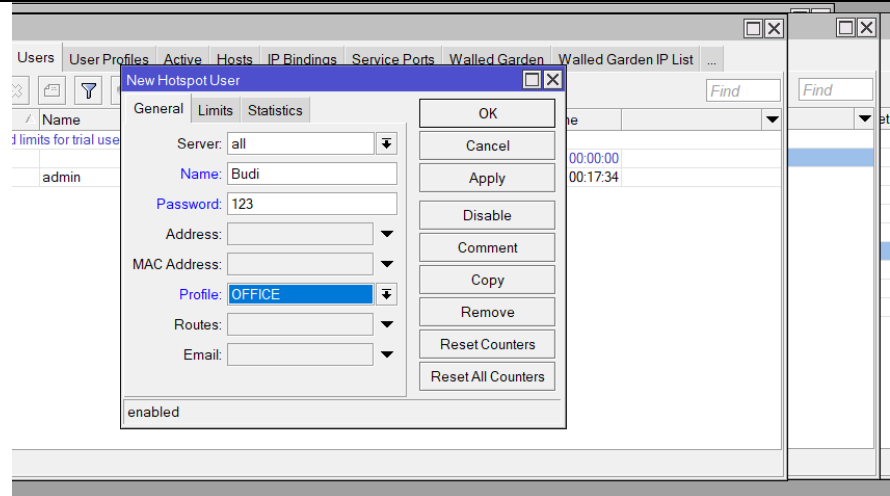 Users User Profiles Active Hosts IP Bindings Service Ports Walled Garden Walled Garden IP List ...
New Hotspot User
Find
Find
Name
General Limits Statistics
OK
d limits for trial use
Server: all
Cancel
00:00:00
admin
Name: Budi
Apply
00:17:34
Password: 123
Disable
Address:
Comment
MAC Address:
Copy
Profile: OFFICE
Remove
Routes:
Reset Counters
Email:
Reset All Counters
enabled